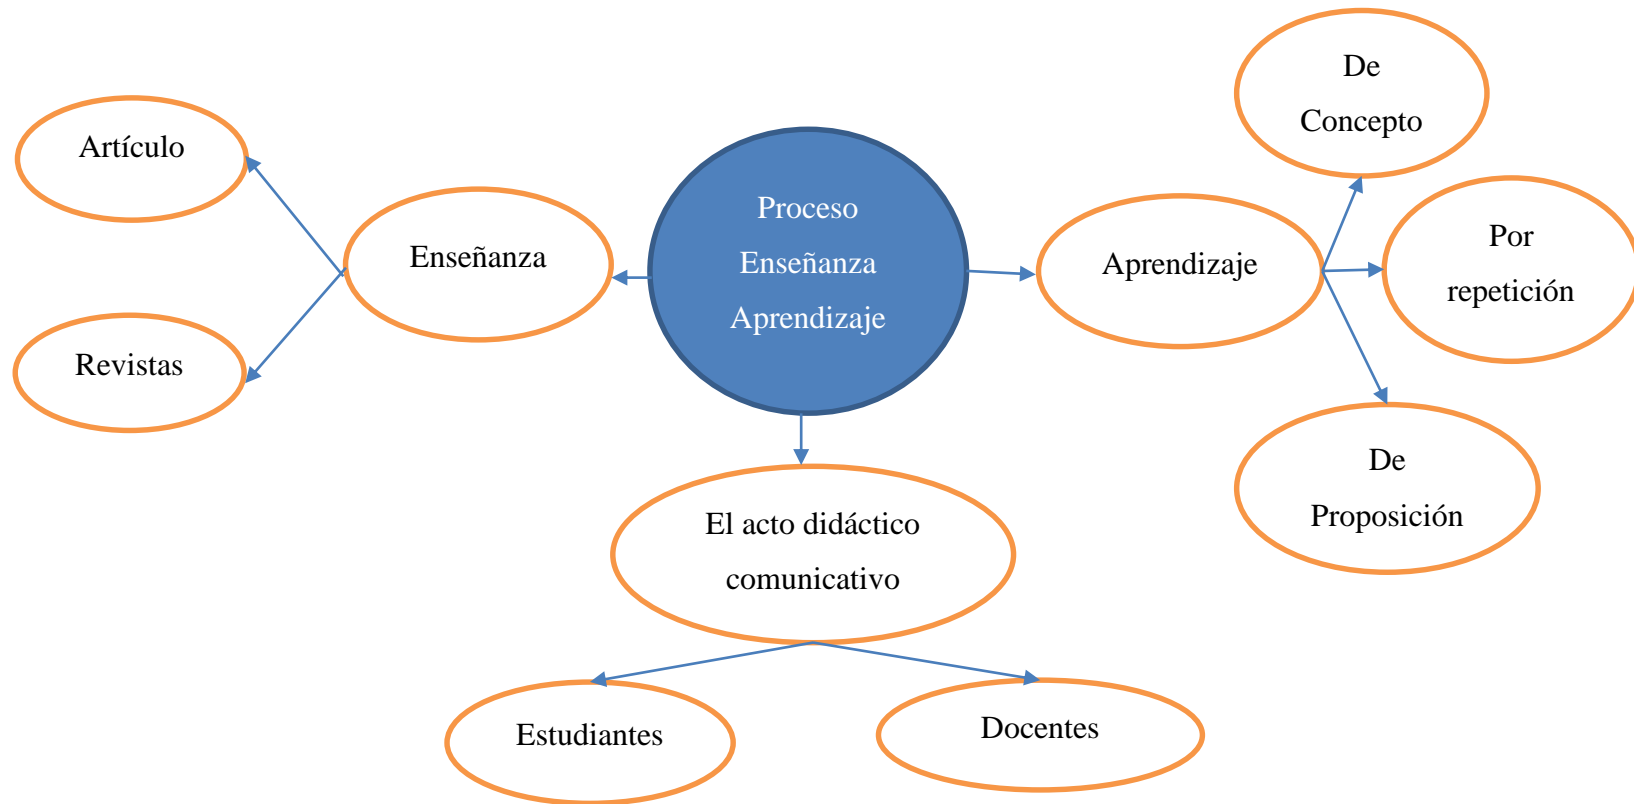 De
Concepto
Artículo
Proceso
Enseñanza
Aprendizaje
Enseñanza
Aprendizaje
Por
repetición
Revistas
De
Proposición
El acto didáctico
comunicativo
Estudiantes
Docentes